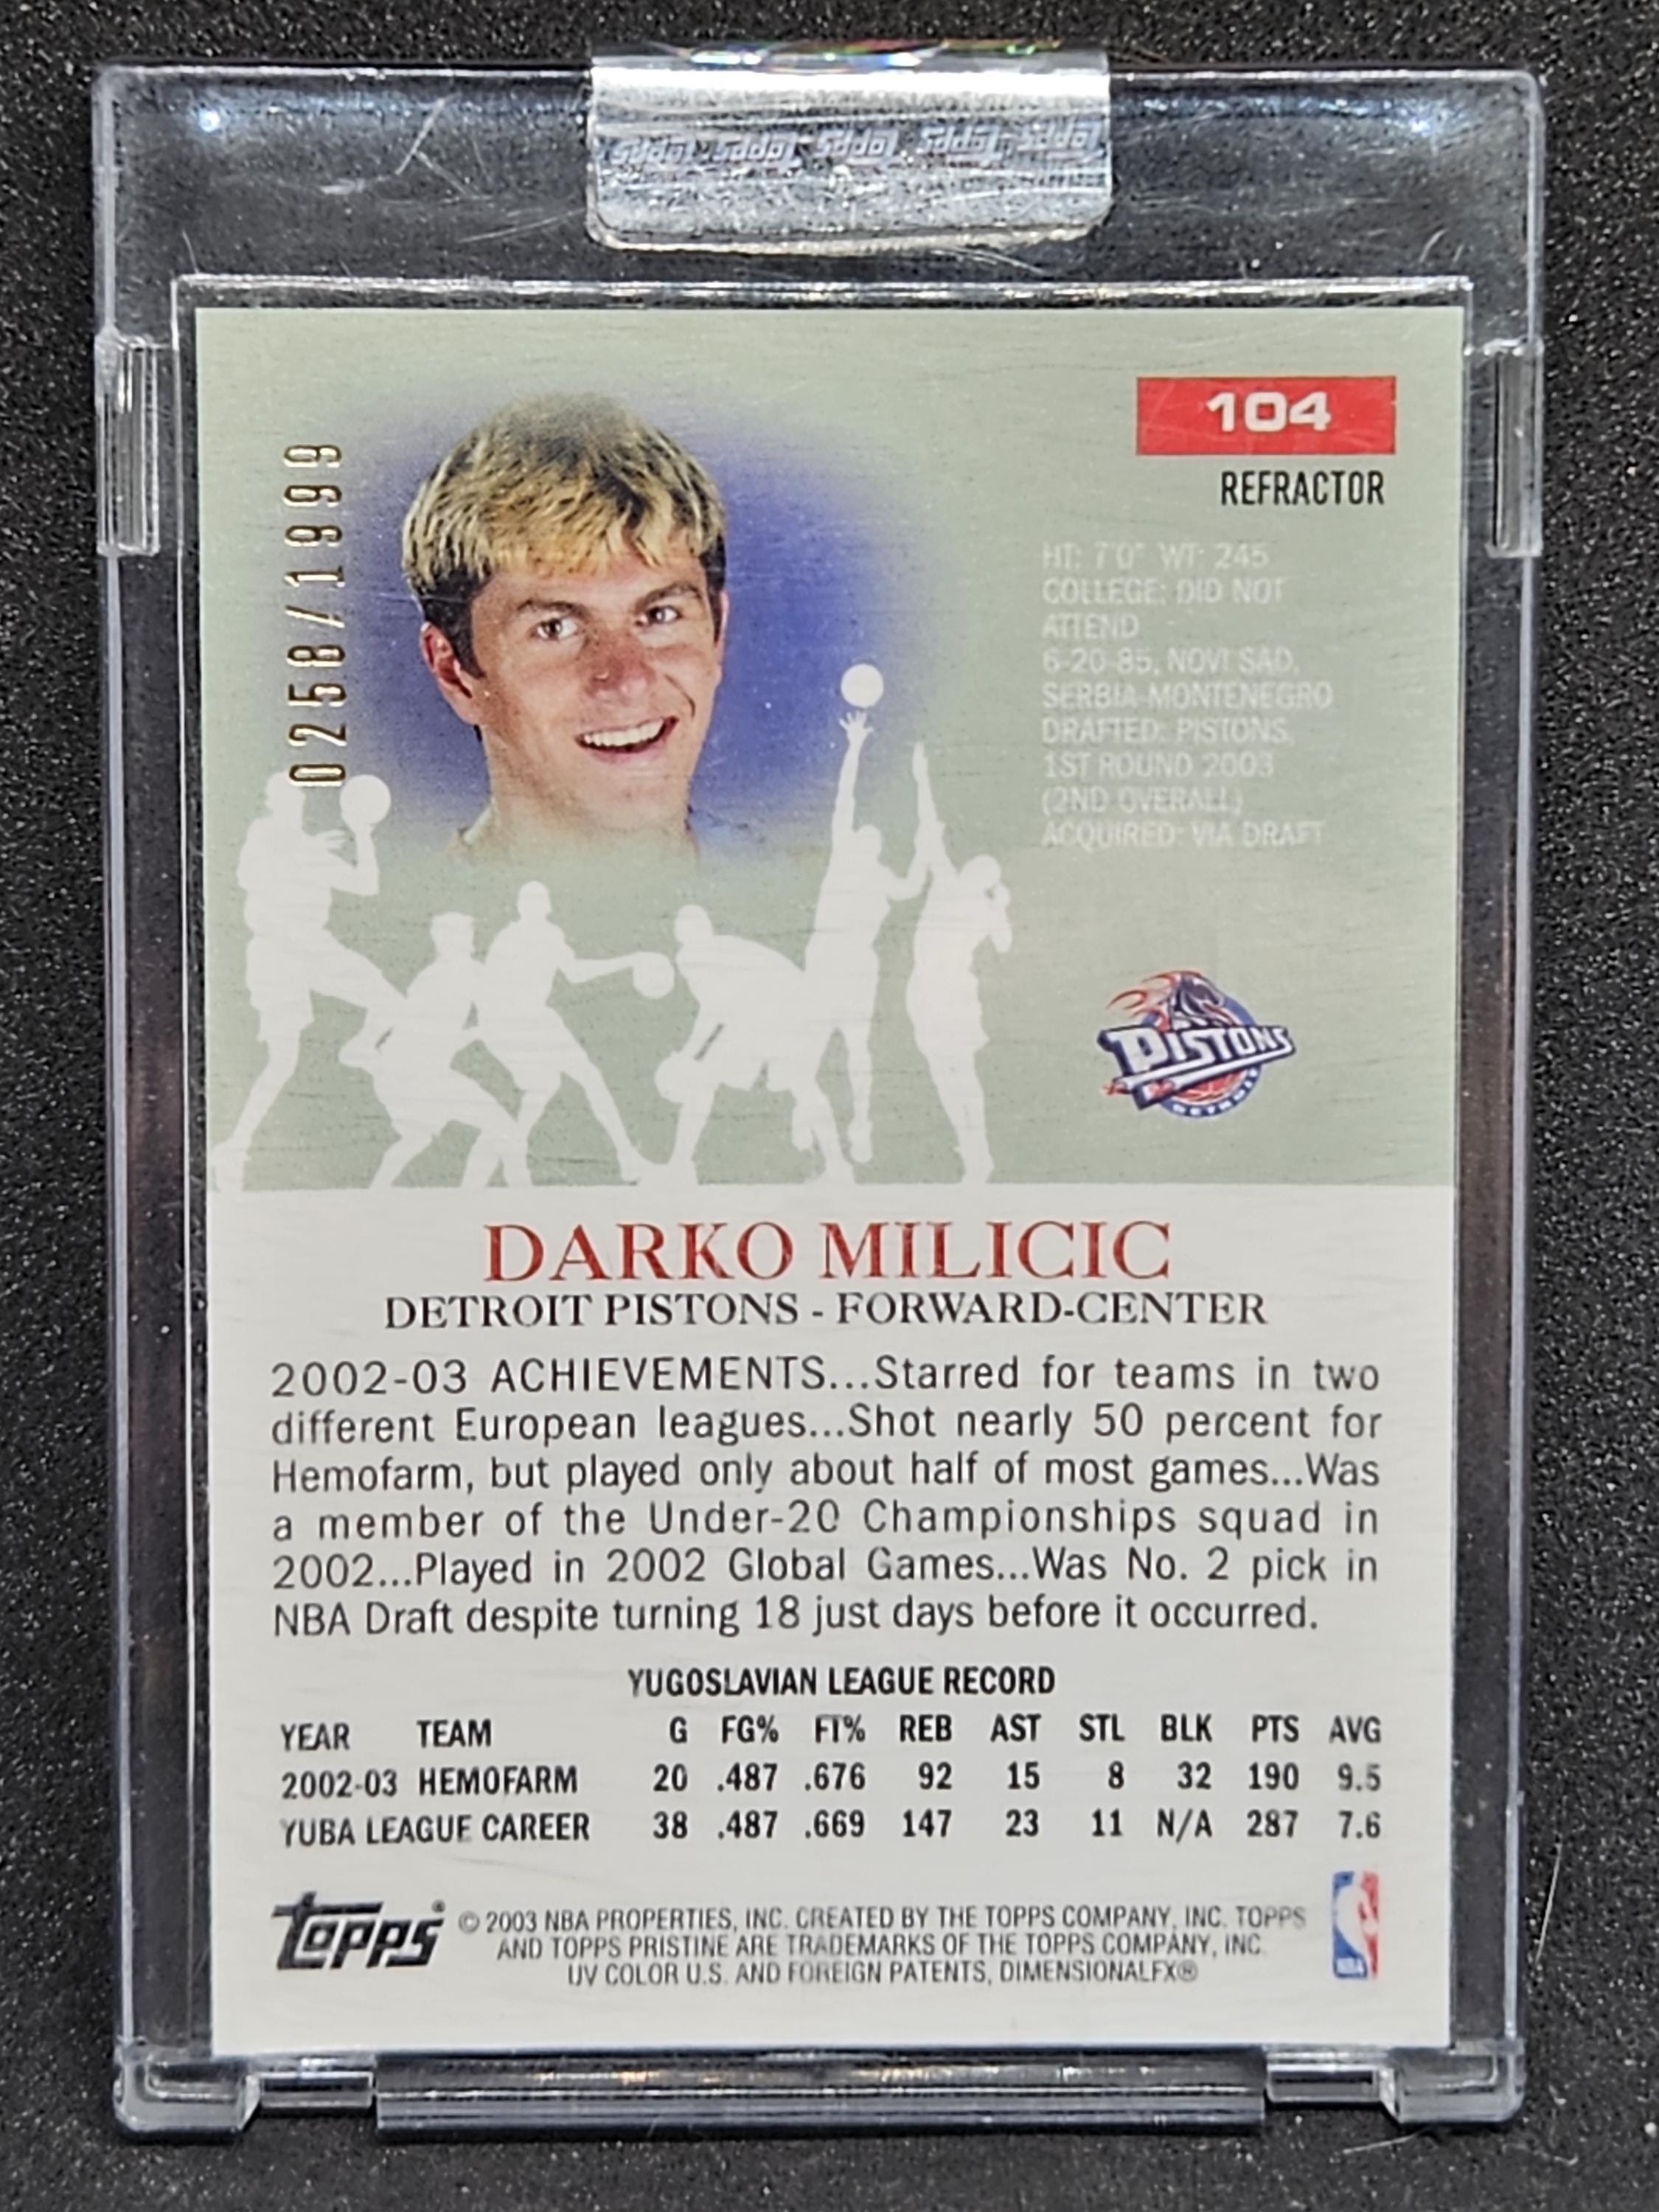 Topps Topps Topps Topps Topps
0258/1999
104
REFRACTOR
HT: 7'0" WT: 245
COLLEGE: DID NOT
ATTEND
6-20-85, NOVI SAD,
SERBIA-MONTENEGRO
DRAFTED: PISTONS,
1ST ROUND 2003
(2ND OVERALL)
ACQUIRED: VIA DRAFT
PISTONS
DETROIT
DARKO MILICIC
DETROIT PISTONS - FORWARD-CENTER
2002-03 ACHIEVEMENTS...Starred for teams in two
different European leagues...Shot nearly 50 percent for
Hemofarm, but played only about half of most games...Was
a member of the Under-20 Championships squad in
2002...Played in 2002 Global Games...Was No. 2 pick in
NBA Draft despite turning 18 just days before it occurred.
YUGOSLAVIAN LEAGUE RECORD
YEAR TEAM G FG% FT% REB AST STL BLK PTS AVG
2002-03 HEMOFARM 20 .487 .676 92 15 8 32 190 9.5
YUBA LEAGUE CAREER 38 .487 .669 147 23 11 N/A 287 7.6
topps® © 2003 NBA PROPERTIES, INC. CREATED BY THE TOPPS COMPANY, INC. TOPPS
AND TOPPS PRISTINE ARE TRADEMARKS OF THE TOPPS COMPANY, INC.
UV COLOR U.S. AND FOREIGN PATENTS, DIMENSIONALFX®
NBA